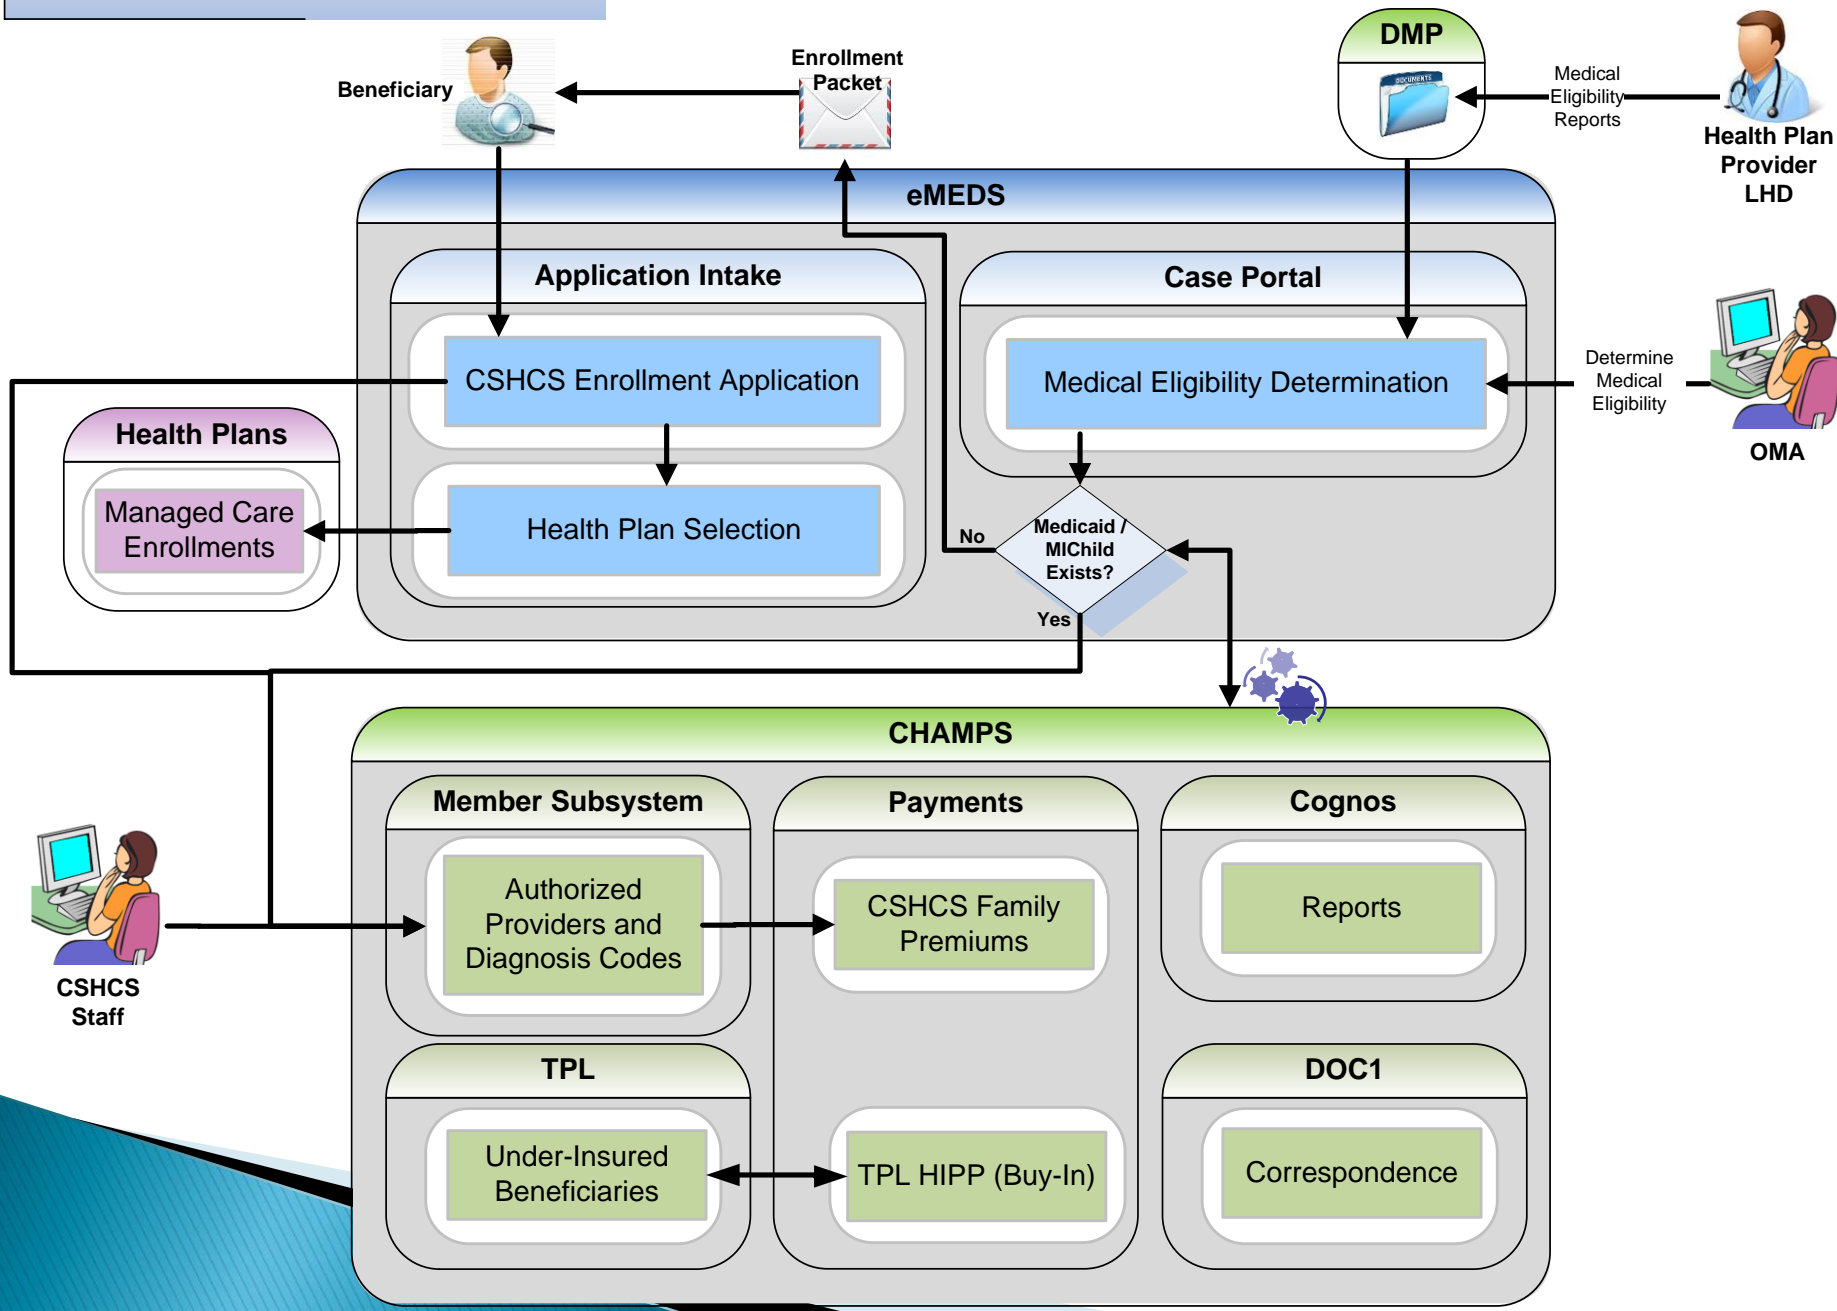 DMP
DOCUMENTS
Enrollment
Packet
Beneficiary
Medical
Eligibility
Reports
Health Plan
Provider
LHD
eMEDS
Application Intake
Case Portal
CSHCS Enrollment Application
Medical Eligibility Determination
Determine
Medical
Eligibility
OMA
Health Plans
Managed Care
Enrollments
Health Plan Selection
No
Medicaid /
MIChild
Exists?
Yes
CHAMPS
Member Subsystem
Payments
Cognos
Authorized
Providers and
Diagnosis Codes
CSHCS Family
Premiums
Reports
CSHCS
Staff
TPL
DOC1
Under-Insured
Beneficiaries
TPL HIPP (Buy-In)
Correspondence